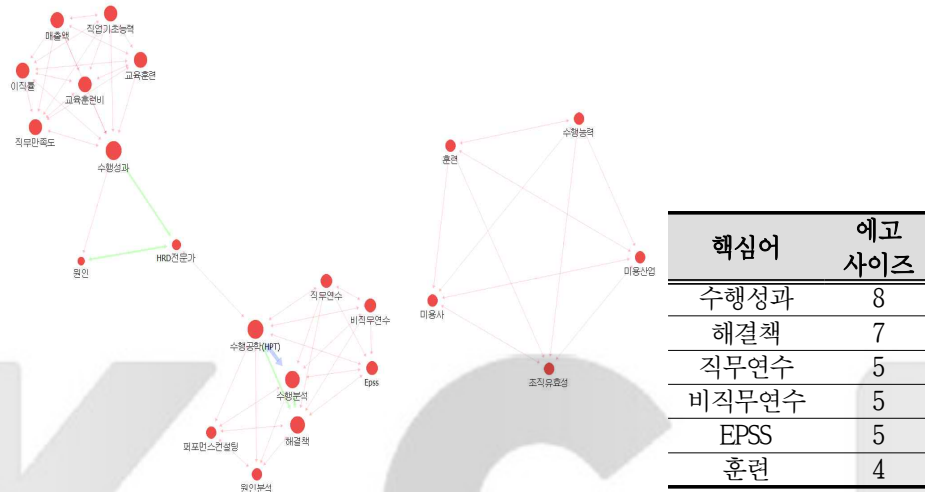 매출액
직업기초능력
이직률
교육훈련
교육훈련비
직무만족도
수행성과
원인
HRD전문가
직무연수
비직무연수
수행공학(HPT)
수행분석
Epss
해결책
퍼포먼스컨설팅
원인분석
수행능력
훈련
미용산업
미용사
조직유효성
핵심어 에고
사이즈
수행성과 8
해결책 7
직무연수 5
비직무연수 5
EPSS 5
훈련 4